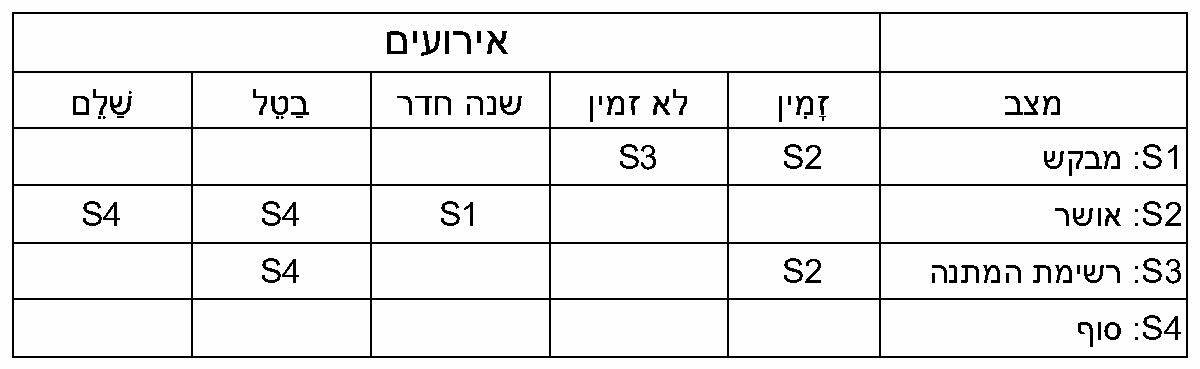 אירועים
מצב זָמִין לא זמין שנה חדר בַּטֵל שַׁלֵם
S1: מבקש S2 S3
S2: אושר S1 S4 S4
S3: רשימת המתנה S2 S4
S4: סוף